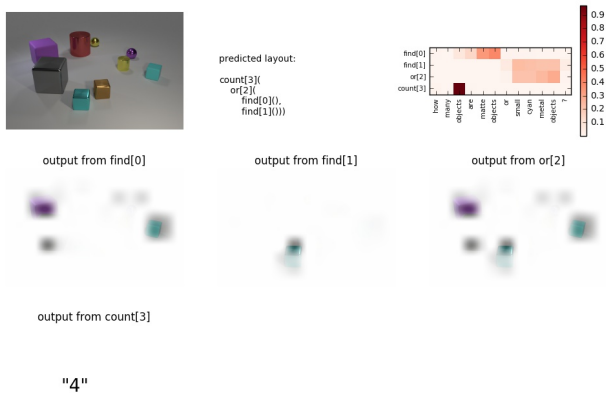 predicted layout:
count[3](
or[2](
find[0](),
find[1]()))
find[0]
find[1]
or[2]
count[3]
how
many
objects
are
matte
objects
or
small
cyan
metal
objects
?
0.9
0.8
0.7
0.6
0.5
0.4
0.3
0.2
0.1
output from find[0]
output from find[1]
output from or[2]
output from count[3]
"4"